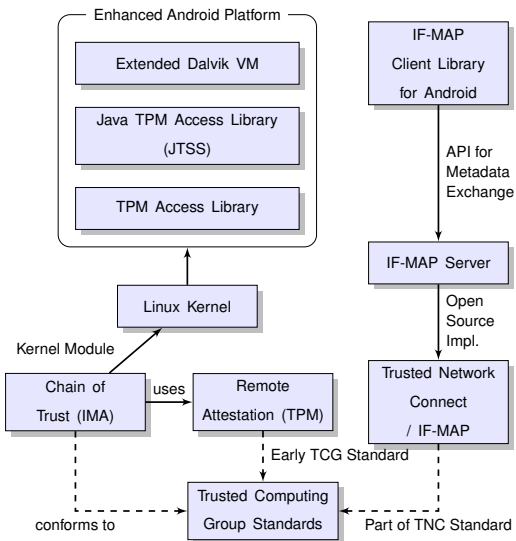 Enhanced Android Platform
Extended Dalvik VM
Java TPM Access Library
(JTSS)
TPM Access Library
IF-MAP
Client Library
for Android
API for
Metadata
Exchange
IF-MAP Server
Linux Kernel
Open
Source
Impl.
Kernel Module
Chain of
Trust (IMA)
uses
Remote
Attestation (TPM)
Trusted Network
Connect
/ IF-MAP
Early TCG Standard
Trusted Computing
Group Standards
conforms to
Part of TNC Standard